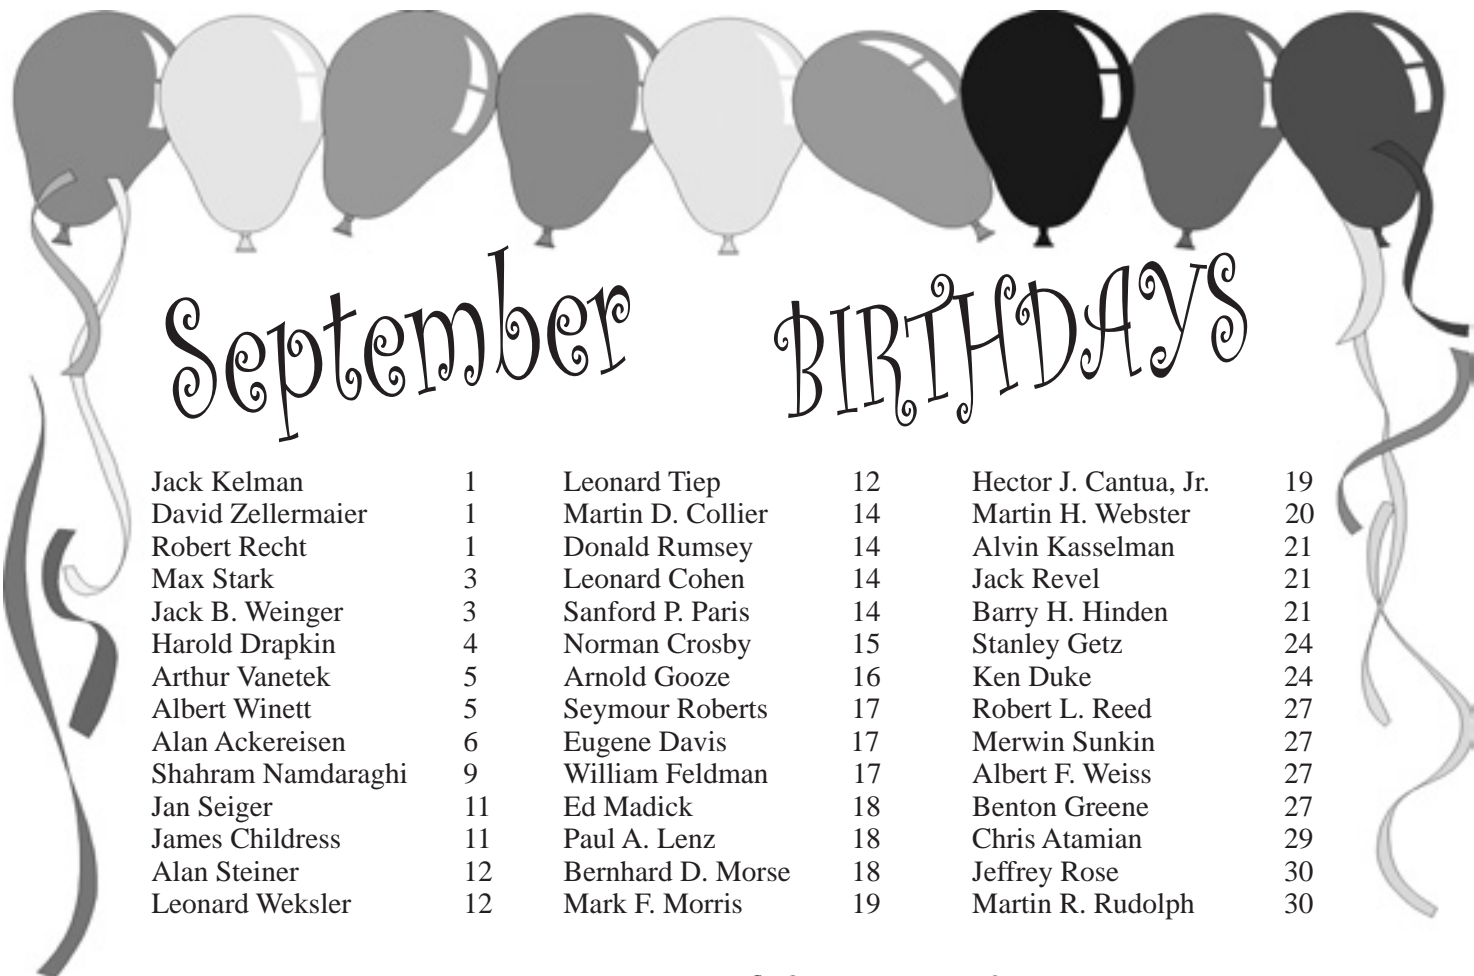 September BIRTHDAYS
Jack Kelman 1
David Zellermaier 1
Robert Recht 1
Max Stark 3
Jack B. Weinger 3
Harold Drapkin 4
Arthur Vanetek 5
Albert Winett 5
Alan Ackereisen 6
Shahram Namdaraghi 9
Jan Seiger 11
James Childress 11
Alan Steiner 12
Leonard Weksler 12
Leonard Tiep 12
Martin D. Collier 14
Donald Rumsey 14
Leonard Cohen 14
Sanford P. Paris 14
Norman Crosby 15
Arnold Gooze 16
Seymour Roberts 17
Eugene Davis 17
William Feldman 17
Ed Madick 18
Paul A. Lenz 18
Bernhard D. Morse 18
Mark F. Morris 19
Hector J. Cantua, Jr. 19
Martin H. Webster 20
Alvin Kasselman 21
Jack Revel 21
Barry H. Hinden 21
Stanley Getz 24
Ken Duke 24
Robert L. Reed 27
Merwin Sunkin 27
Albert F. Weiss 27
Benton Greene 27
Chris Atamian 29
Jeffrey Rose 30
Martin R. Rudolph 30